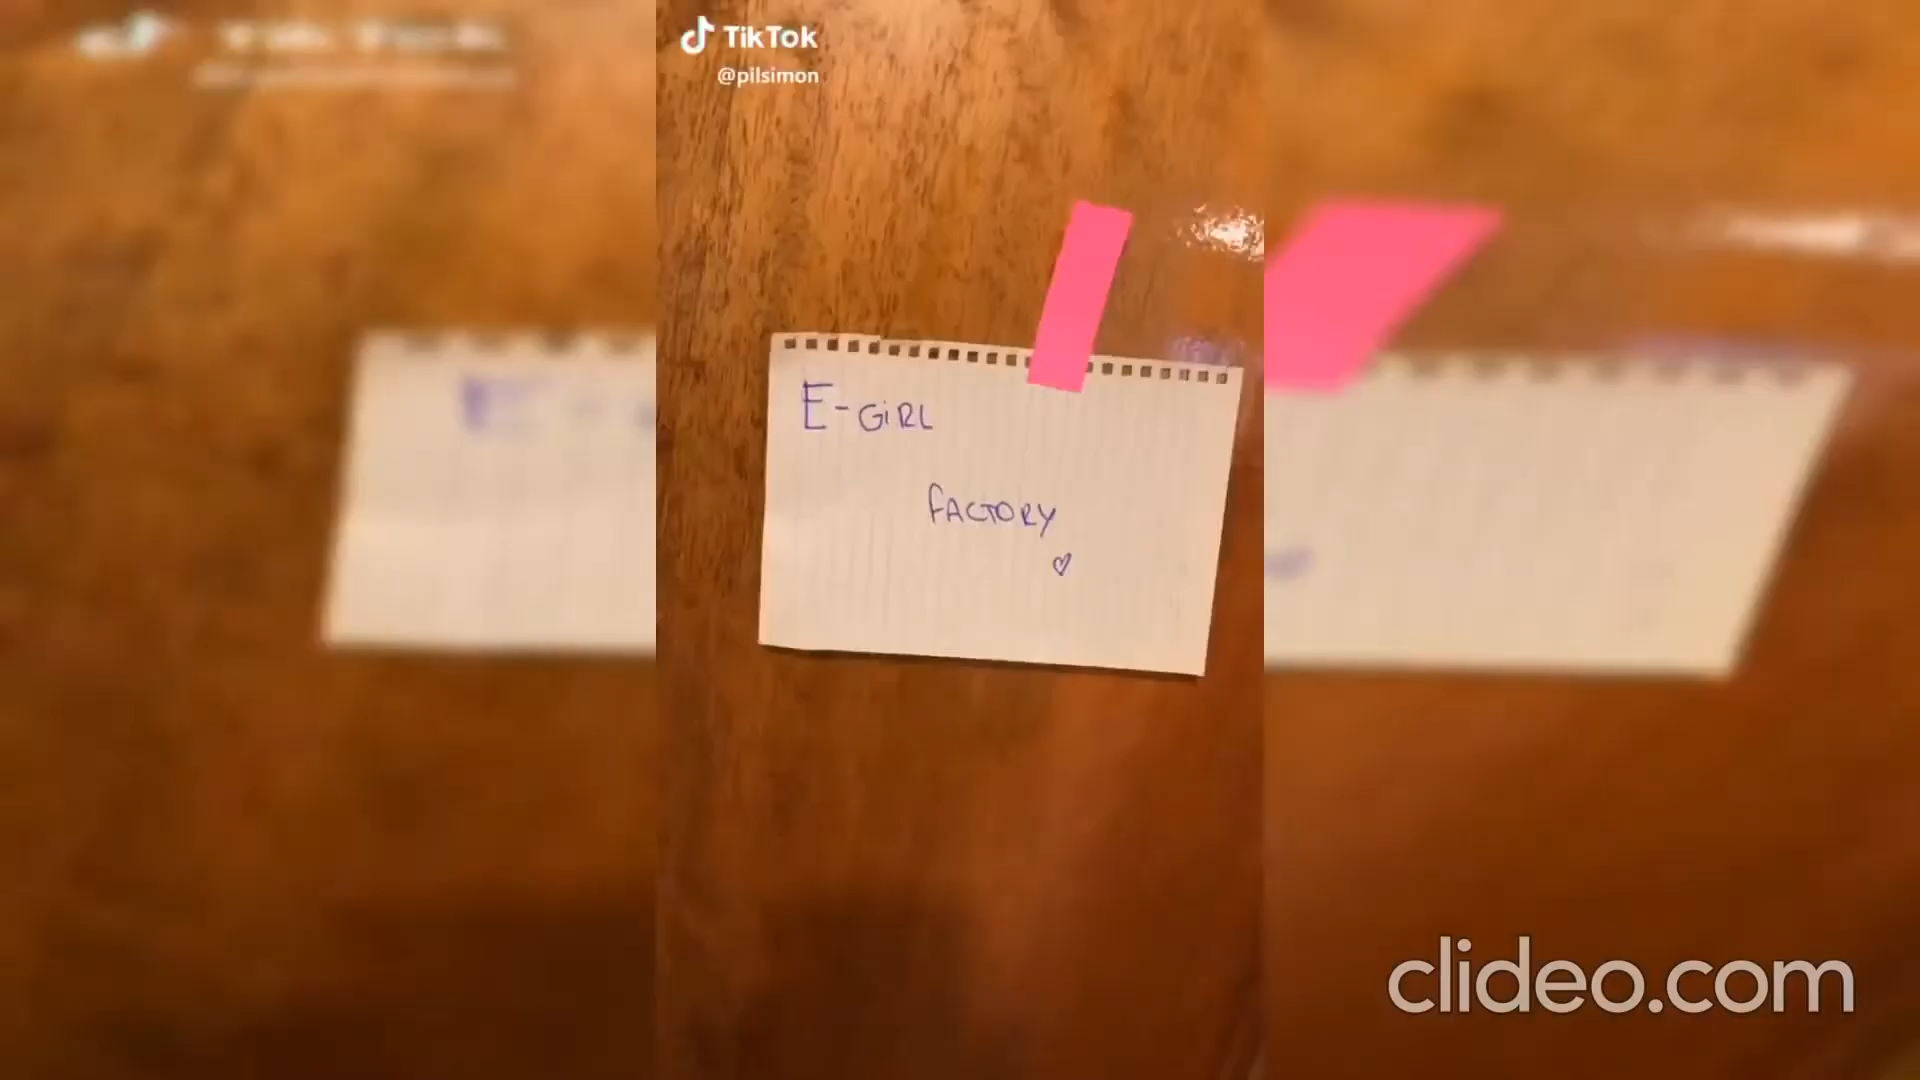 TikTok
@pilsimon
E-GiRL
FACTORY
♡
clideo.com